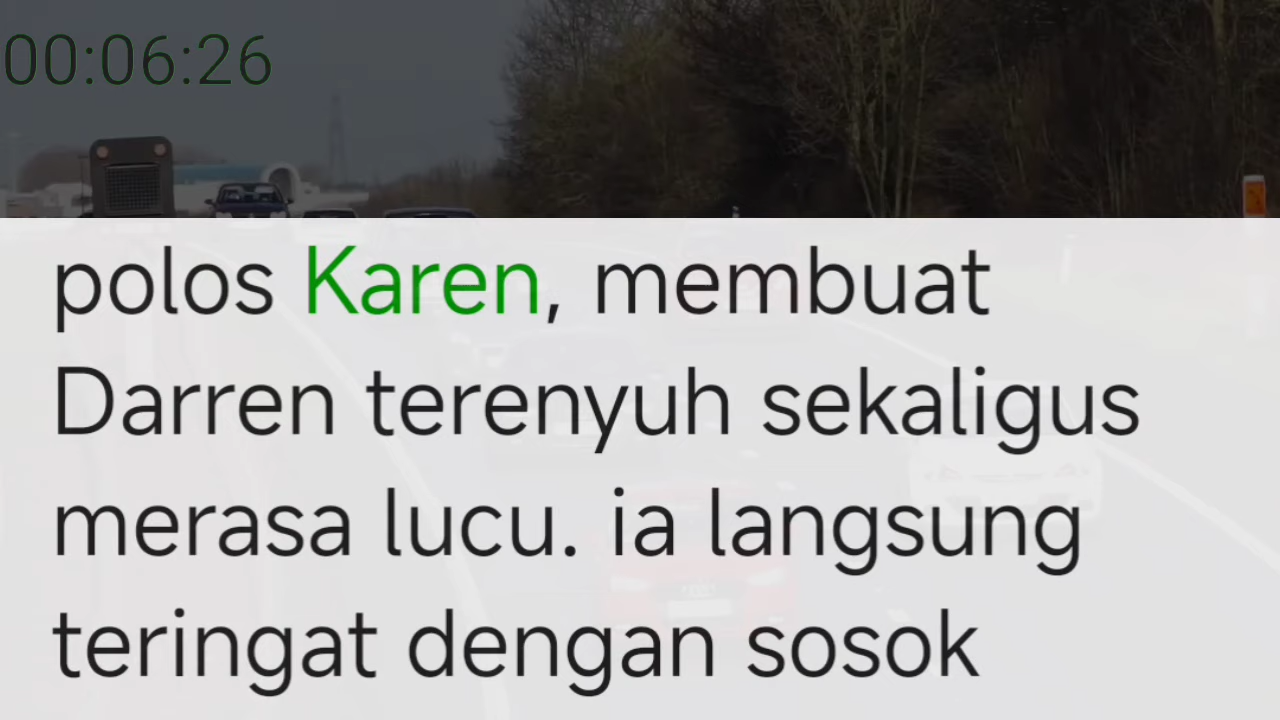 00:06:26
polos Karen, membuat
Darren terenyuh sekaligus
merasa lucu. ia langsung
teringat dengan sosok